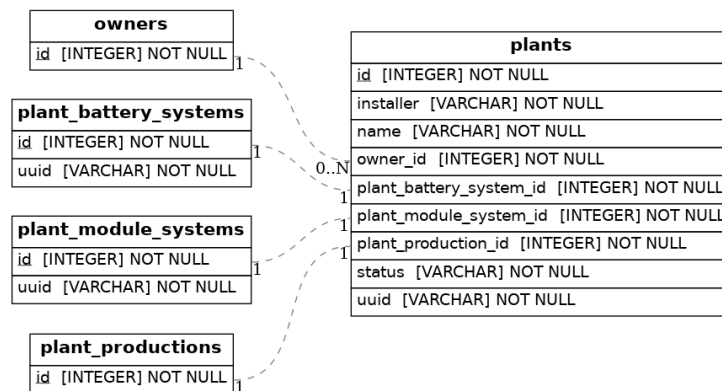 owners
id [INTEGER] NOT NULL
1
plant_battery_systems
id [INTEGER] NOT NULL
1
uuid [VARCHAR] NOT NULL
plant_module_systems
id [INTEGER] NOT NULL
1
uuid [VARCHAR] NOT NULL
plant_productions
id [INTEGER] NOT NULL
1
plants
id [INTEGER] NOT NULL
installer [VARCHAR] NOT NULL
name [VARCHAR] NOT NULL
owner_id [INTEGER] NOT NULL
0..N
plant_battery_system_id [INTEGER] NOT NULL
1
plant_module_system_id [INTEGER] NOT NULL
1
plant_production_id [INTEGER] NOT NULL
1
status [VARCHAR] NOT NULL
uuid [VARCHAR] NOT NULL